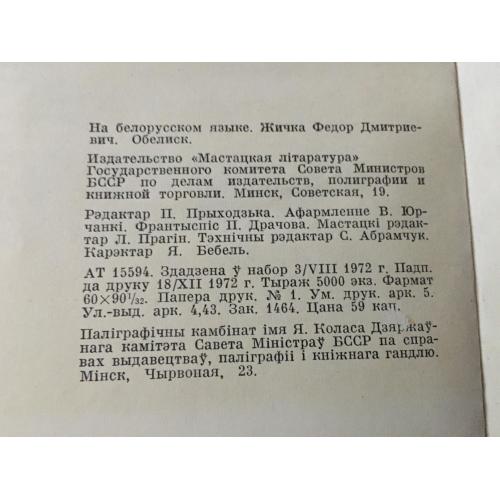 На белорусском языке. Жичка Федор Дмитрие-
вич. Обелиск.
Издательство «Мастацкая літаратура»
Государственного комитета Совета Министров
БССР по делам издательств, полиграфии и
книжной торговли. Минск, Советская, 19.
Рэдактар П. Прыходзька. Афармленне В. Юр-
чанкі. Франтыспіс П. Драчова. Мастацкі рэдак-
тар Л. Прагін. Тэхнічны рэдактар С. Абрамчук.
Карэктар Я. Бебель.
АТ 15594. Здадзена ў набор 3/VIII 1972 г. Падп.
да друку 18/XII 1972 г. Тыраж 5000 экз. Фармат
60×90¹/₃₂. Папера друк. № 1. Ум. друк. арк. 5.
Ул.-выд. арк. 4,43. Зак. 1464. Цана 59 кап.
Паліграфічны камбінат імя Я. Коласа Дзяржаў-
нага камітэта Савета Міністраў БССР па спра-
вах выдавецтваў, паліграфіі і кніжнага гандлю.
Мінск, Чырвоная, 23.